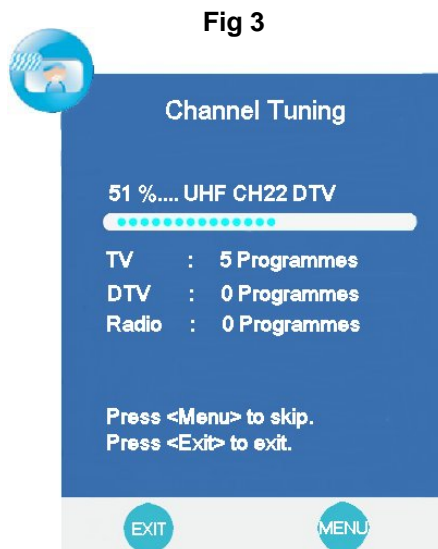 Fig 3
Channel Tuning
51 %.... UHF CH22 DTV
TV : 5 Programmes
DTV : 0 Programmes
Radio : 0 Programmes
Press <Menu> to skip.
Press <Exit> to exit.
EXIT MENU